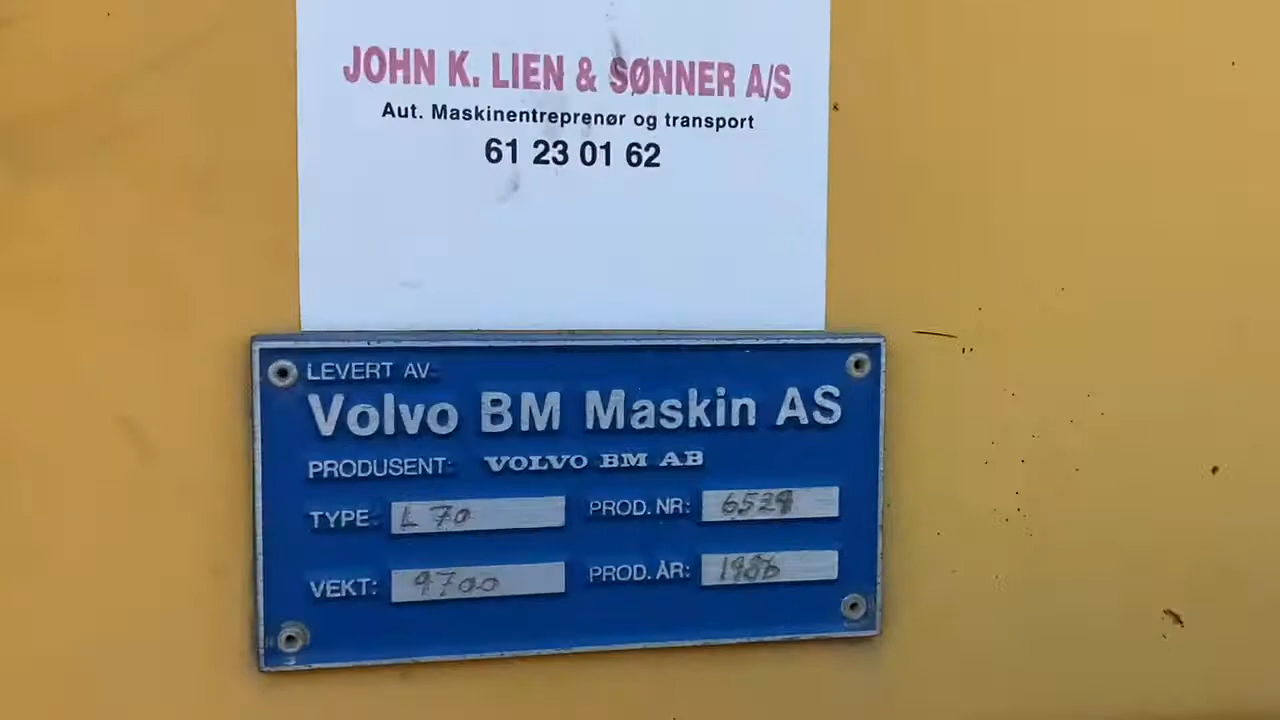 JOHN K. LIEN & SØNNER A/S
Aut. Maskinentreprenør og transport
61 23 01 62
LEVERT AV:
Volvo BM Maskin AS
PRODUSENT: VOLVO BM AB
TYPE: L 70 PROD. NR:
VEKT: 9700 PROD. ÅR: 1986